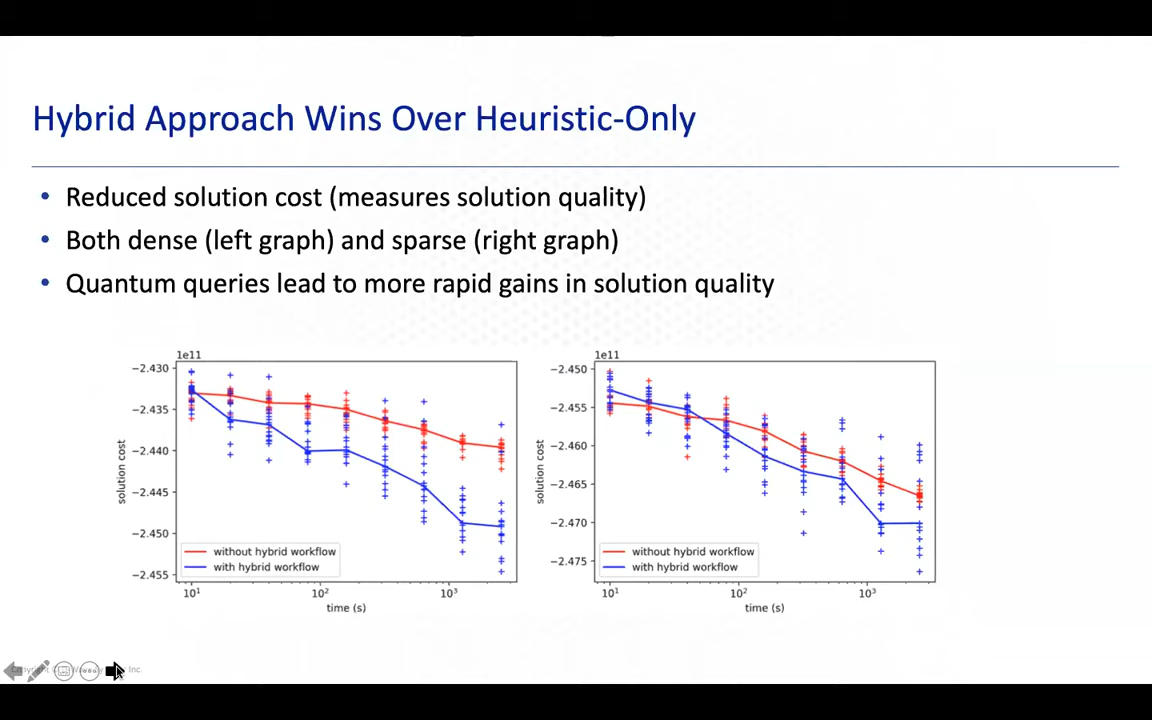 Hybrid Approach Wins Over Heuristic-Only
• Reduced solution cost (measures solution quality)
• Both dense (left graph) and sparse (right graph)
• Quantum queries lead to more rapid gains in solution quality
1e11
−2.430
−2.435
−2.440
−2.445
−2.450
−2.455
solution cost
without hybrid workflow
with hybrid workflow
10¹ 10² 10³
time (s)
1e11
−2.450
−2.455
−2.460
−2.465
−2.470
−2.475
solution cost
without hybrid workflow
with hybrid workflow
10¹ 10² 10³
time (s)
Inc.